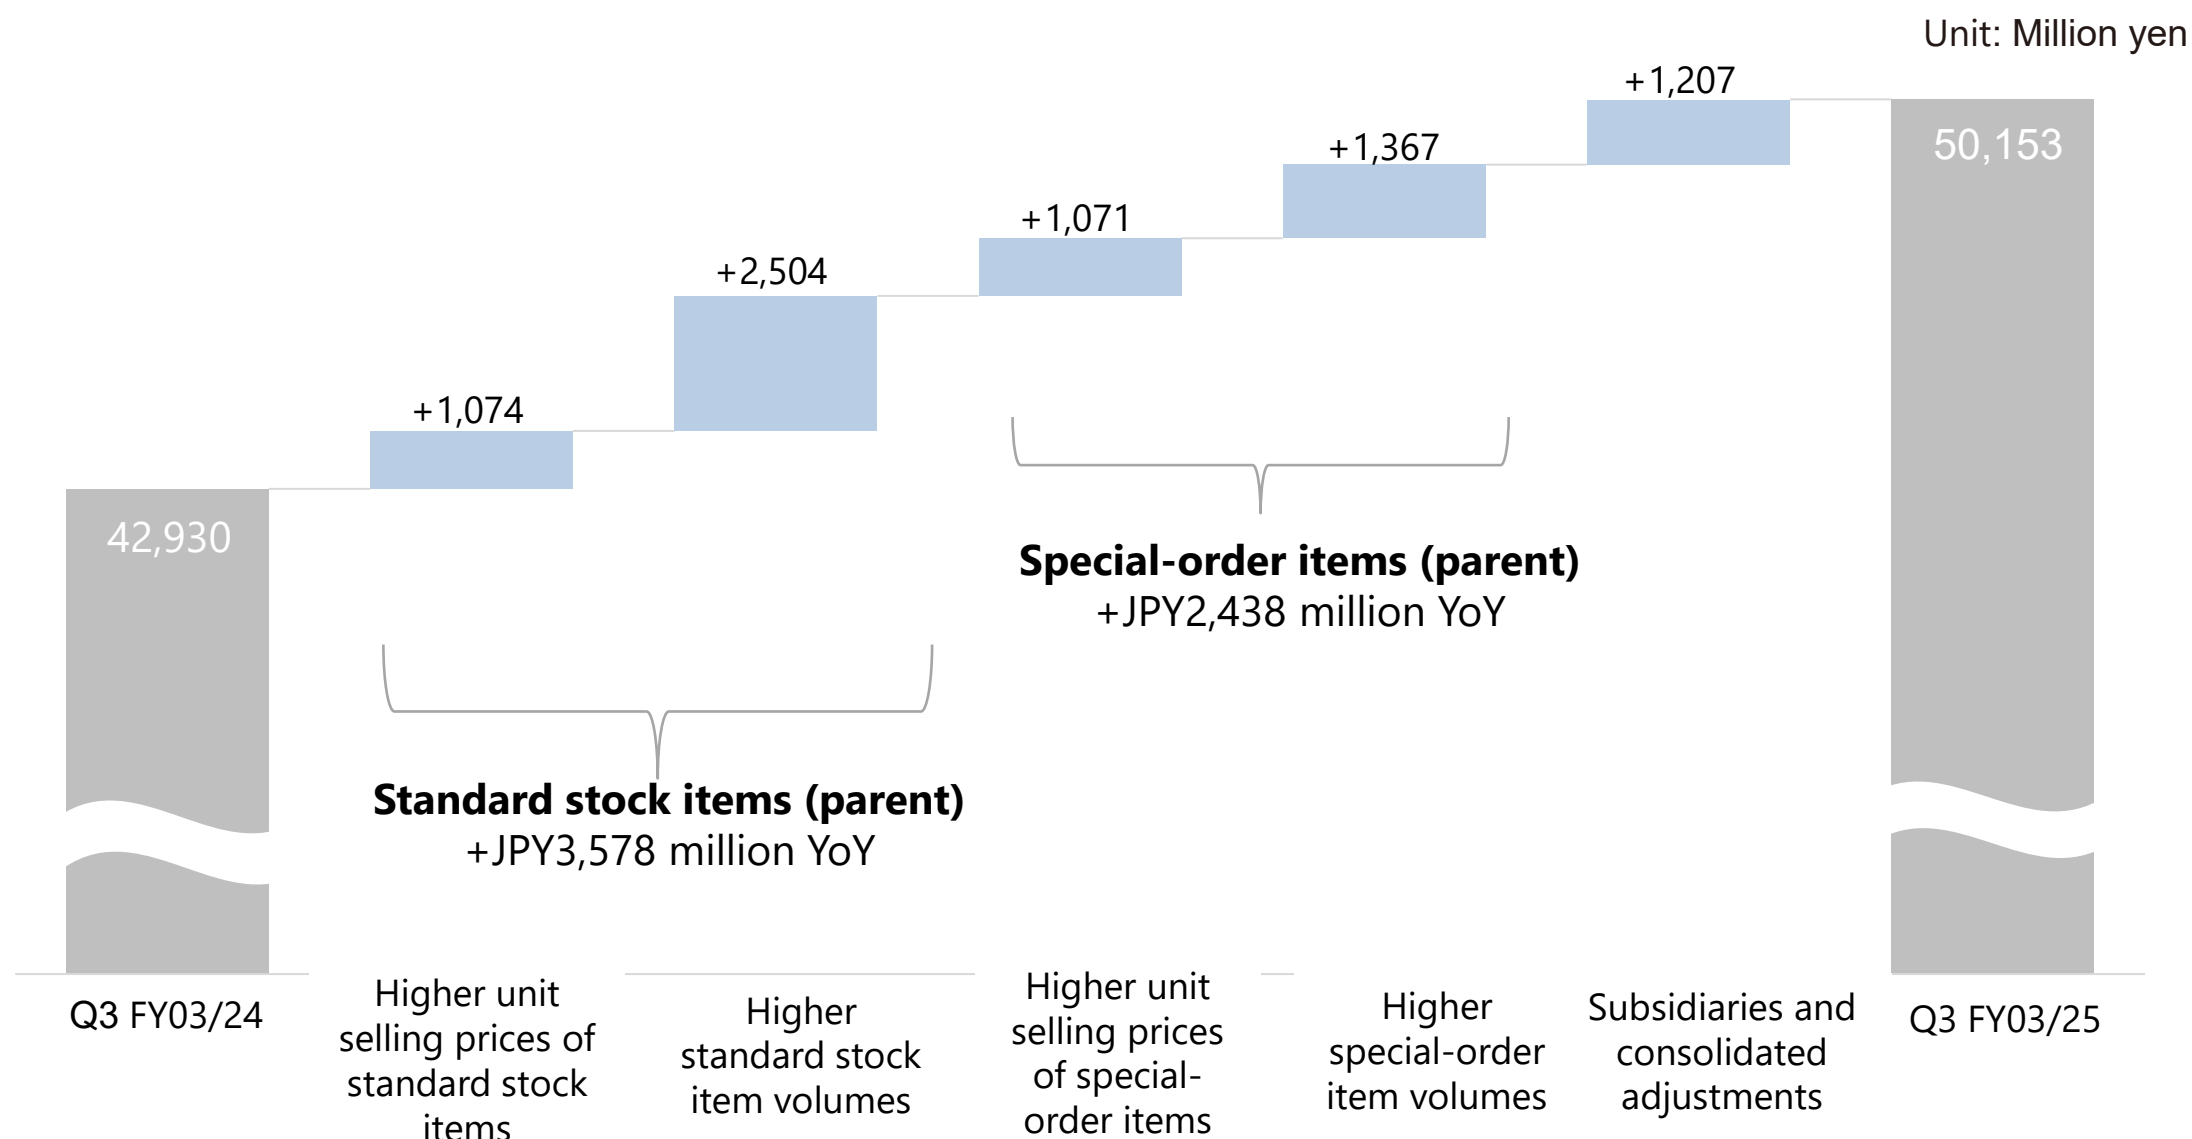 Unit: Million yen
+1,207
50,153
+1,367
+1,071
+2,504
+1,074
42,930
Special-order items (parent)
+JPY2,438 million YoY
Standard stock items (parent)
+JPY3,578 million YoY
Q3 FY03/24
Higher unit
selling prices of
standard stock
items
Higher
standard stock
item volumes
Higher unit
selling prices
of special-
order items
Higher
special-order
item volumes
Subsidiaries and
consolidated
adjustments
Q3 FY03/25